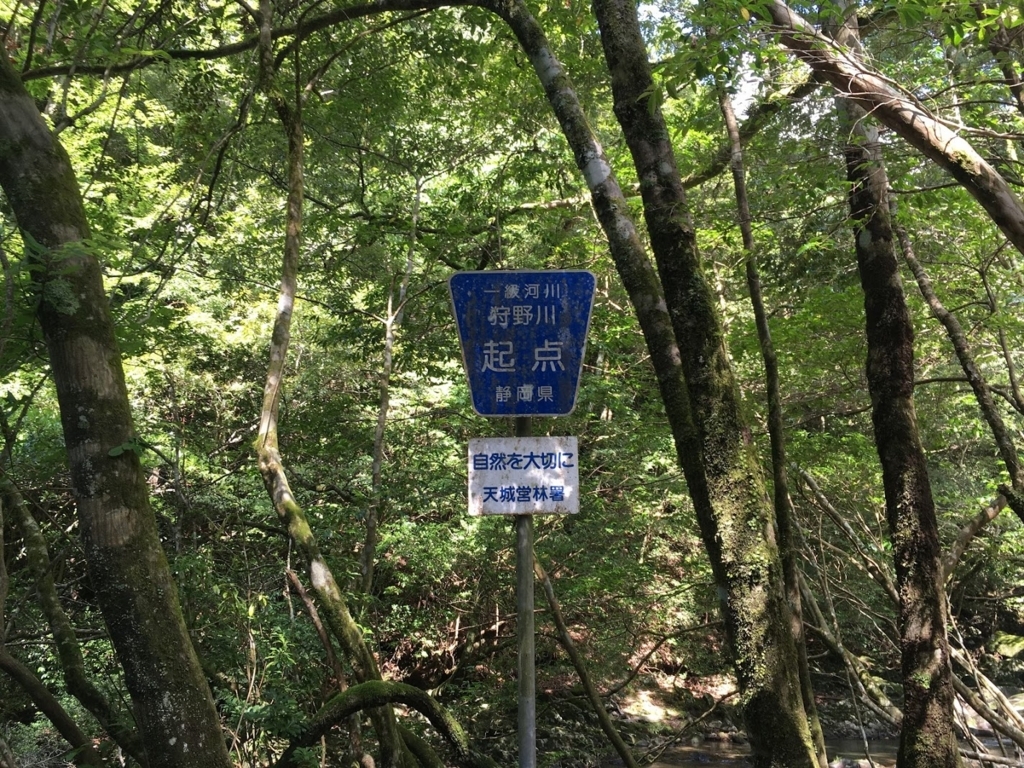 一級河川
狩野川
起点
静岡県
自然を大切に
天城営林署